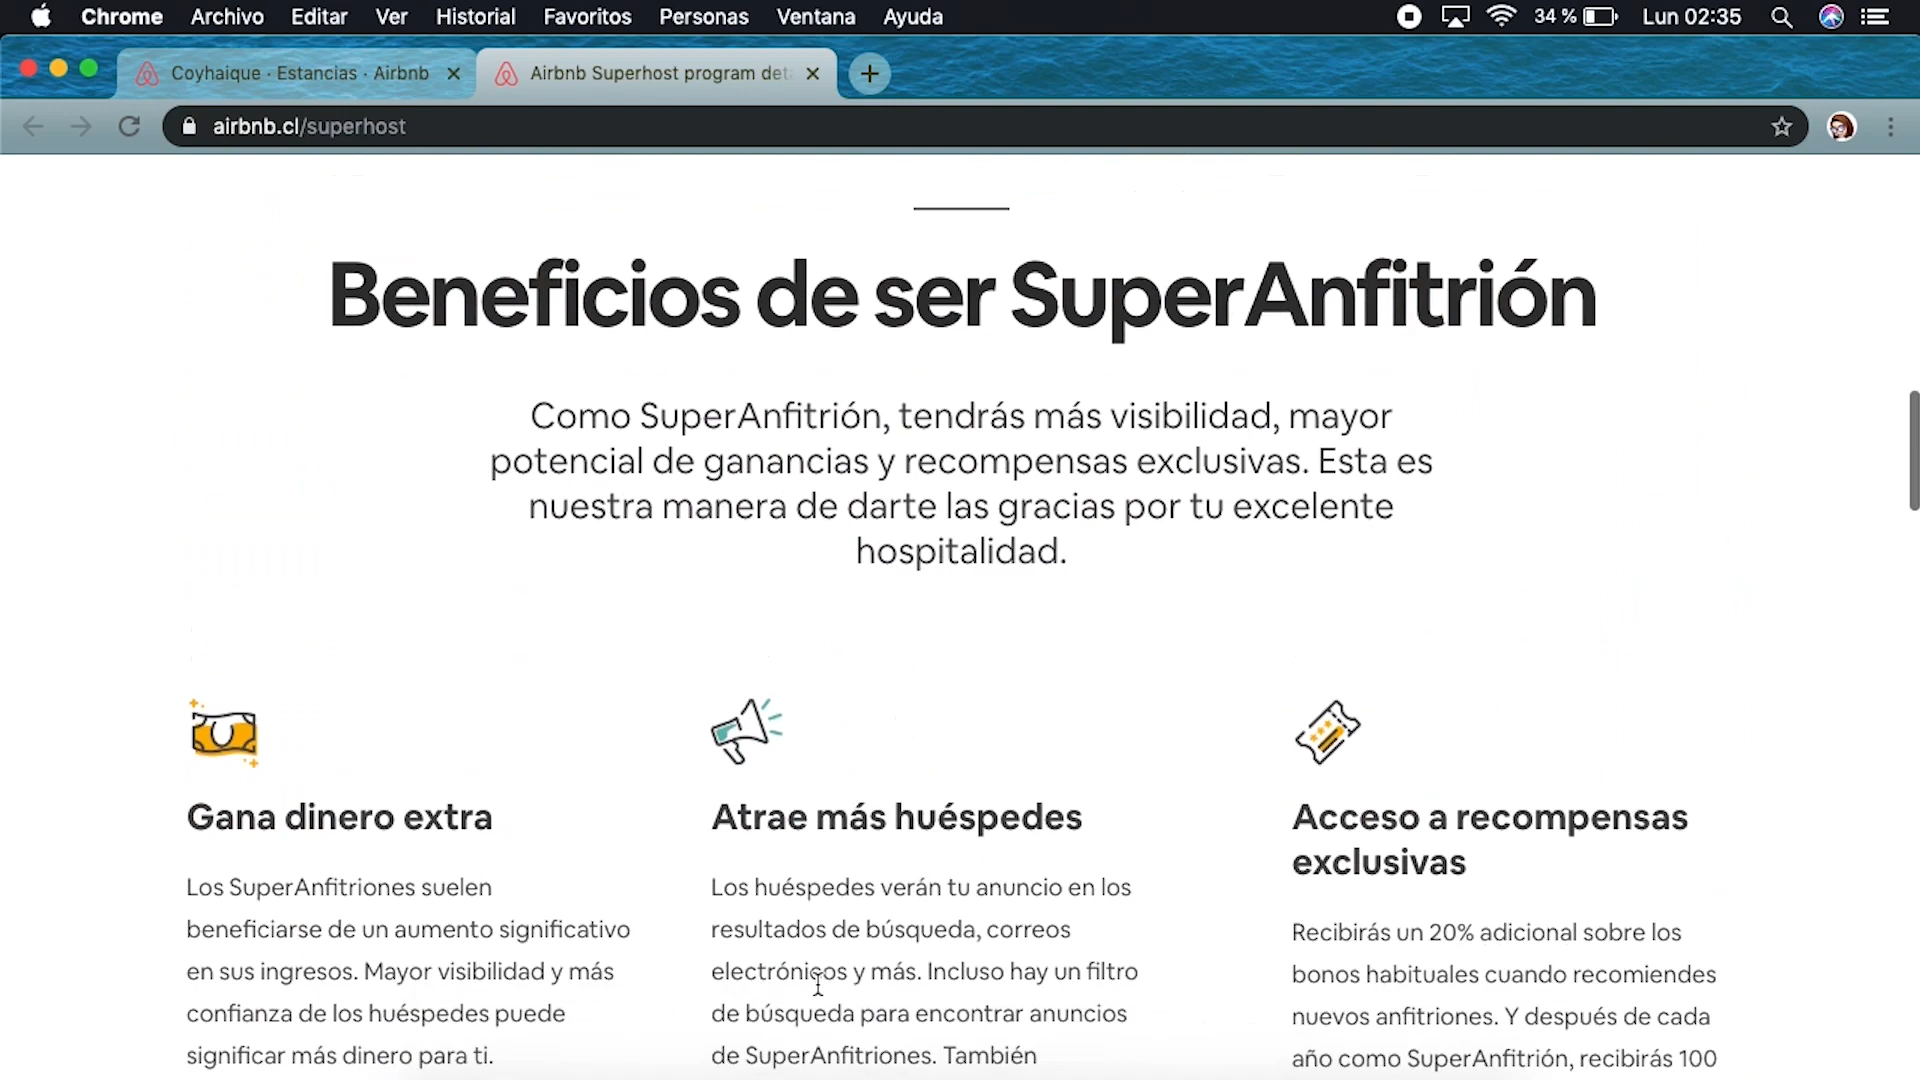 Chrome Archivo Editar Ver Historial Favoritos Personas Ventana Ayuda 34 % Lun 02:35
Coyhaique · Estancias · Airbnb
Airbnb Superhost program det
airbnb.cl/superhost
Beneficios de ser SuperAnfitrión
Como SuperAnfitrión, tendrás más visibilidad, mayor
potencial de ganancias y recompensas exclusivas. Esta es
nuestra manera de darte las gracias por tu excelente
hospitalidad.
Gana dinero extra
Los SuperAnfitriones suelen
beneficiarse de un aumento significativo
en sus ingresos. Mayor visibilidad y más
confianza de los huéspedes puede
significar más dinero para ti.
Atrae más huéspedes
Los huéspedes verán tu anuncio en los
resultados de búsqueda, correos
electrónicos y más. Incluso hay un filtro
de búsqueda para encontrar anuncios
de SuperAnfitriones. También
Acceso a recompensas
exclusivas
Recibirás un 20% adicional sobre los
bonos habituales cuando recomiendes
nuevos anfitriones. Y después de cada
año como SuperAnfitrión, recibirás 100